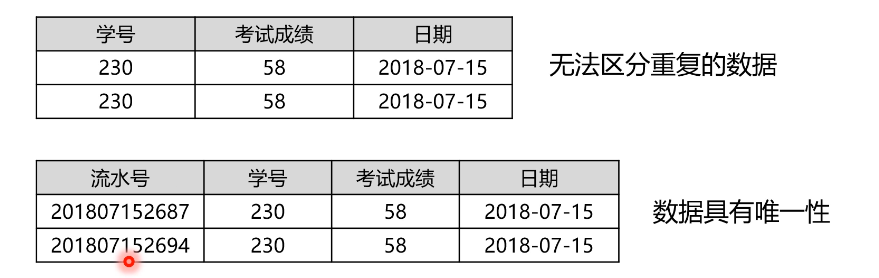 学号 考试成绩 日期
230 58 2018-07-15
230 58 2018-07-15
无法区分重复的数据
流水号 学号 考试成绩 日期
201807152687 230 58 2018-07-15
201807152694 230 58 2018-07-15
数据具有唯一性